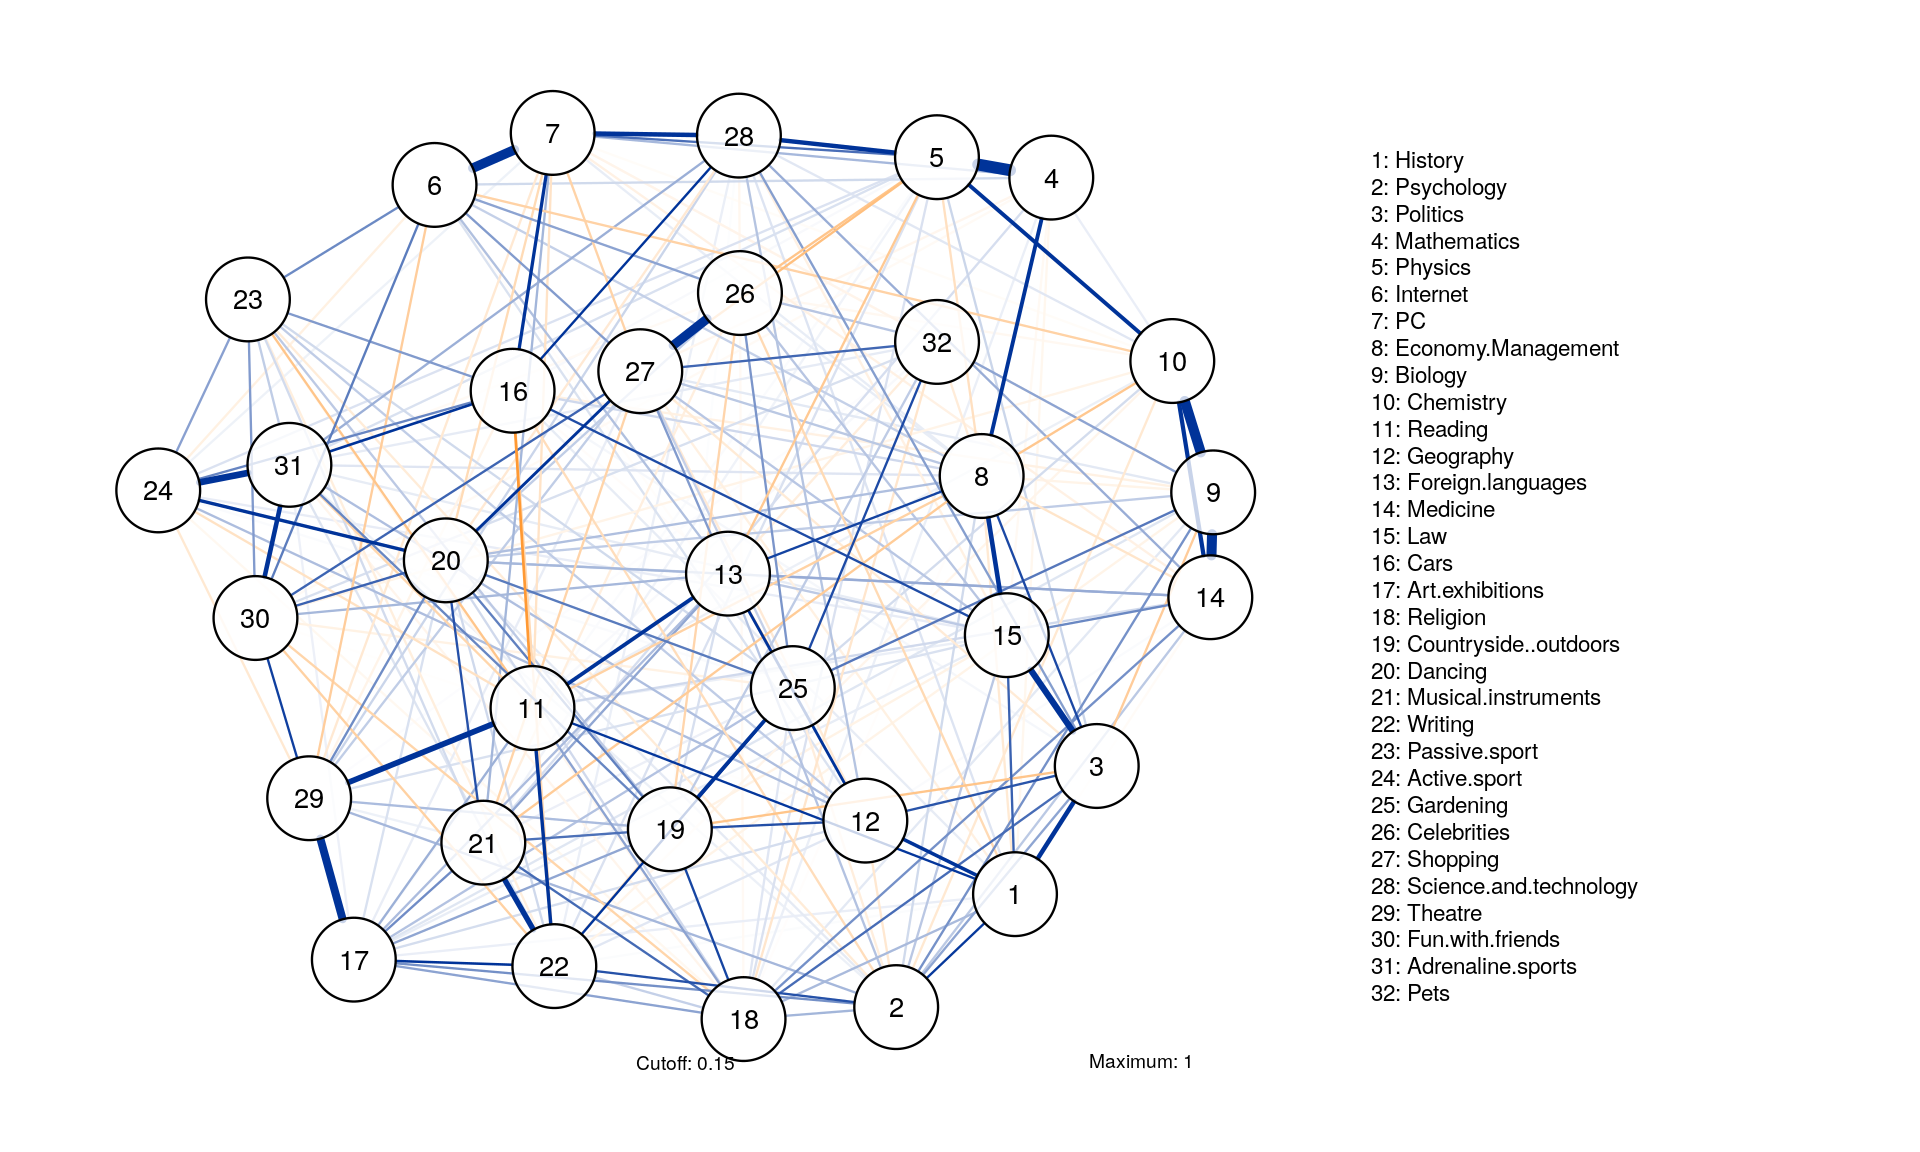 7
28
5
4
6
23
26
32
10
27
16
31
24
8
9
20
13
14
30
15
11
25
29
3
21
19
12
1
17
22
18
2
Cutoff: 0.15
Maximum: 1
1: History
2: Psychology
3: Politics
4: Mathematics
5: Physics
6: Internet
7: PC
8: Economy.Management
9: Biology
10: Chemistry
11: Reading
12: Geography
13: Foreign.languages
14: Medicine
15: Law
16: Cars
17: Art.exhibitions
18: Religion
19: Countryside..outdoors
20: Dancing
21: Musical.instruments
22: Writing
23: Passive.sport
24: Active.sport
25: Gardening
26: Celebrities
27: Shopping
28: Science.and.technology
29: Theatre
30: Fun.with.friends
31: Adrenaline.sports
32: Pets